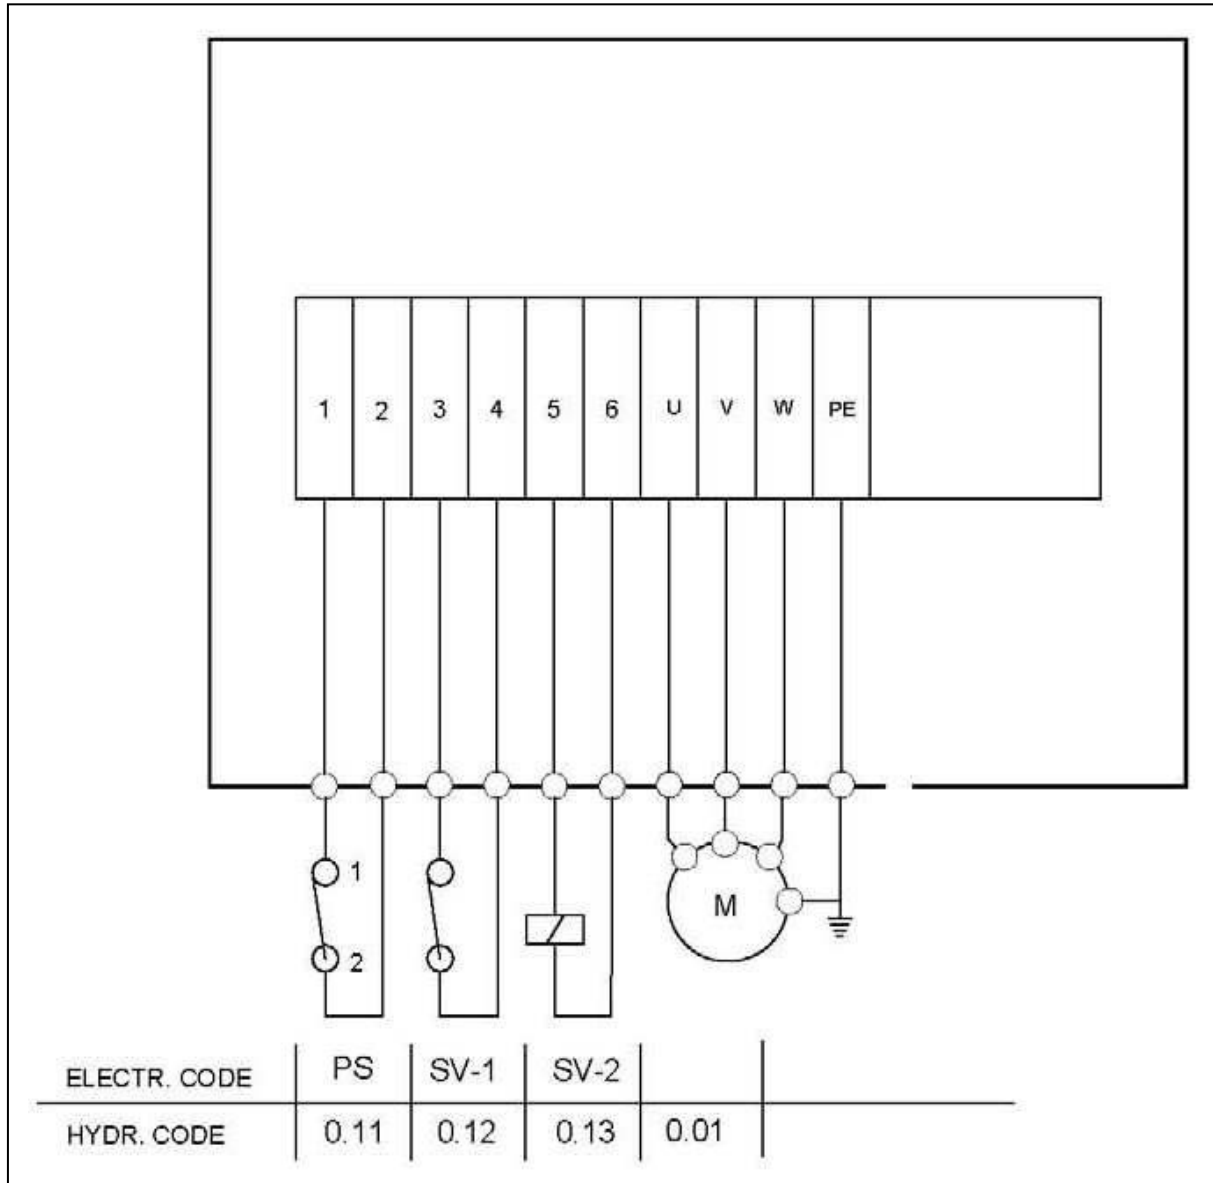 1 2 3 4 5 6 U V W PE
1
M
2
ELECTR. CODE PS SV-1 SV-2
HYDR. CODE 0.11 0.12 0.13 0.01